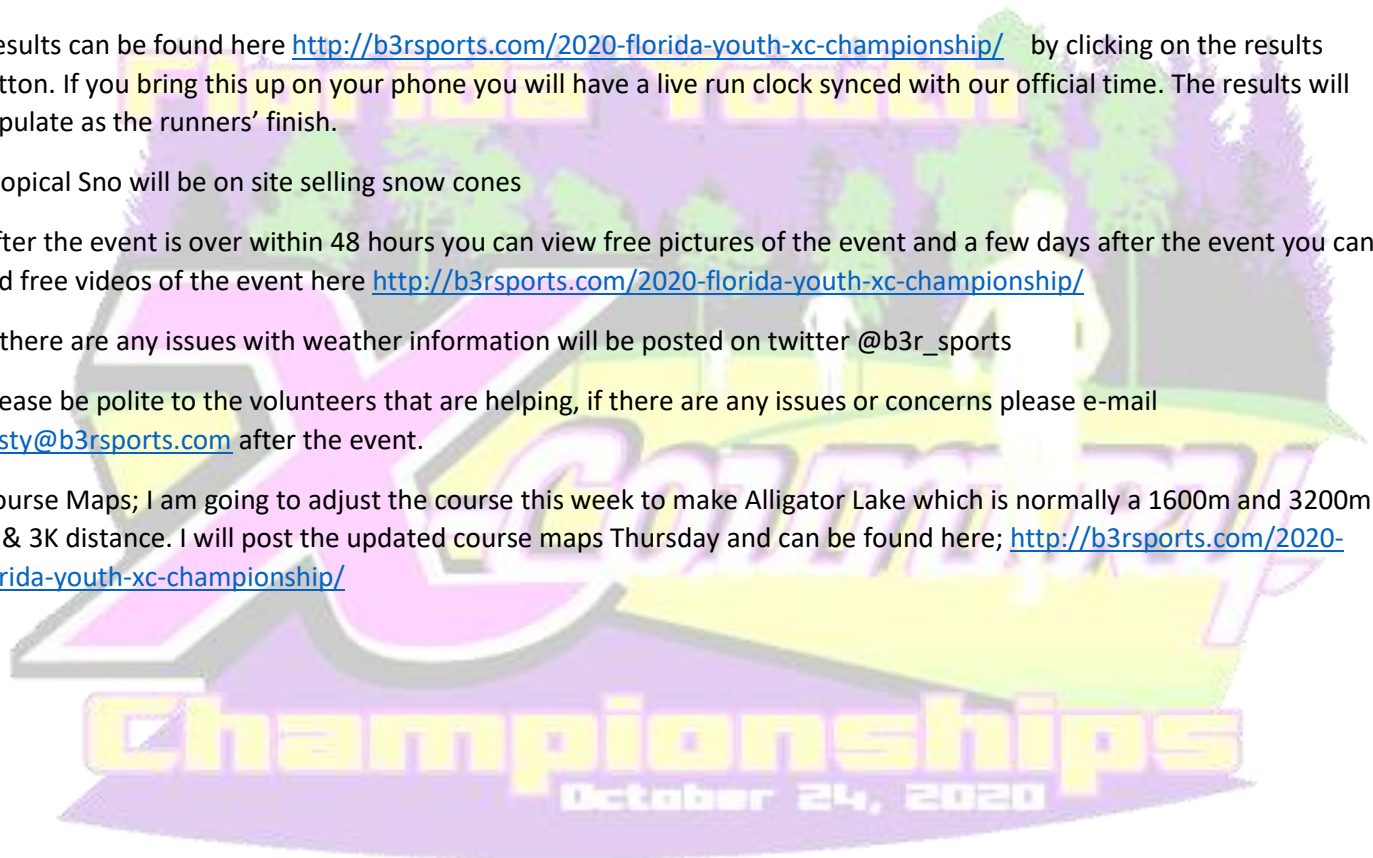 esults can be found here http://b3rsports.com/2020-florida-youth-xc-championship/ by clicking on the results
tton. If you bring this up on your phone you will have a live run clock synced with our official time. The results will
pulate as the runners’ finish.
ropical Sno will be on site selling snow cones
fter the event is over within 48 hours you can view free pictures of the event and a few days after the event you can
d free videos of the event here http://b3rsports.com/2020-florida-youth-xc-championship/
there are any issues with weather information will be posted on twitter @b3r_sports
ease be polite to the volunteers that are helping, if there are any issues or concerns please e-mail
sty@b3rsports.com after the event.
ourse Maps; I am going to adjust the course this week to make Alligator Lake which is normally a 1600m and 3200m
& 3K distance. I will post the updated course maps Thursday and can be found here; http://b3rsports.com/2020-
rida-youth-xc-championship/
Florida Youth
X Country
Championships
October 24, 2020